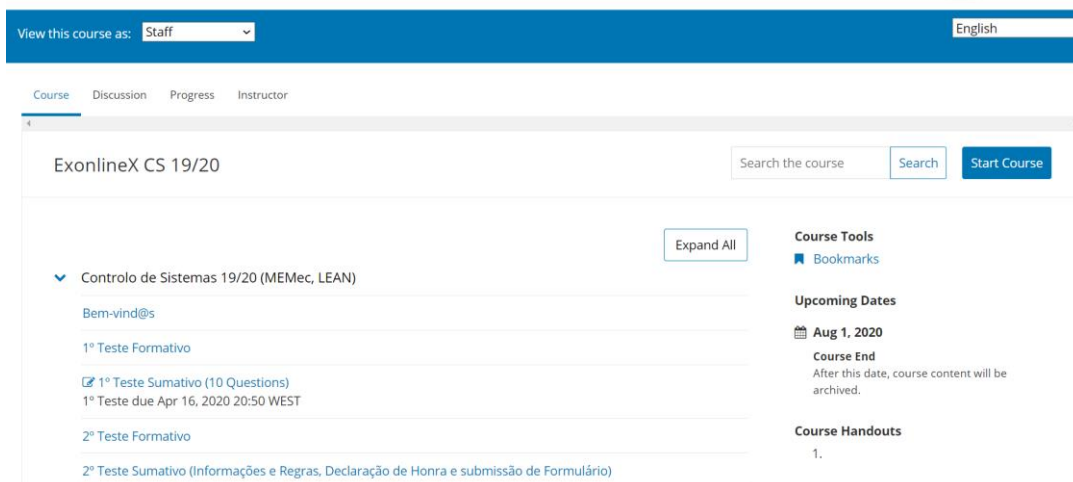 View this course as: Staff
English
Course Discussion Progress Instructor
ExonlineX CS 19/20
Search the course Search Start Course
Expand All
Controlo de Sistemas 19/20 (MEMec, LEAN)
Bem-vind@s
1º Teste Formativo
1º Teste Sumativo (10 Questions)
1º Teste due Apr 16, 2020 20:50 WEST
2º Teste Formativo
2º Teste Sumativo (Informações e Regras, Declaração de Honra e submissão de Formulário)
Course Tools
Bookmarks
Upcoming Dates
Aug 1, 2020
Course End
After this date, course content will be
archived.
Course Handouts
1.